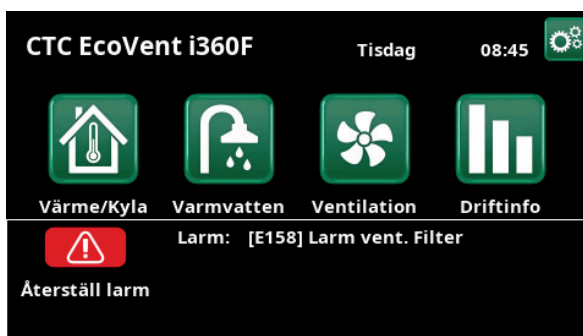 CTC EcoVent i360F Tisdag 08:45
Värme/Kyla Varmvatten Ventilation Driftinfo
Larm: [E158] Larm vent. Filter
Återställ larm